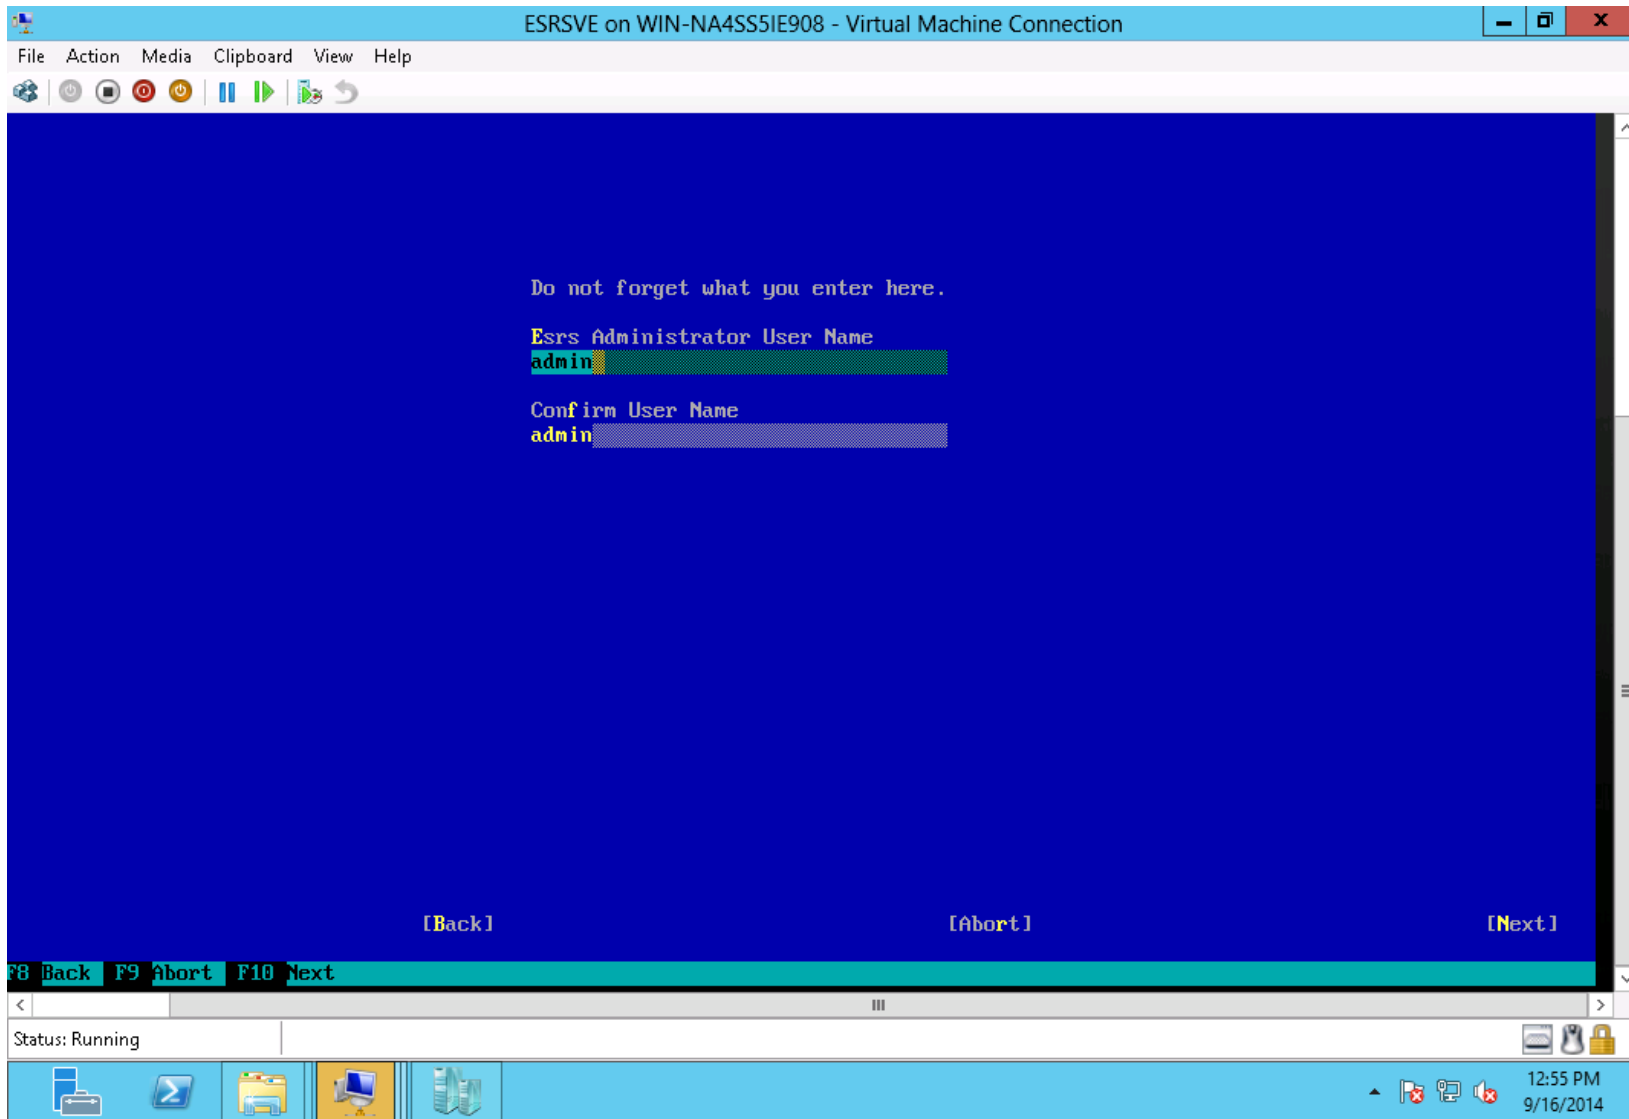 ESRSVE on WIN-NA4SS5IE908 - Virtual Machine Connection
File Action Media Clipboard View Help
Do not forget what you enter here.
Esrs Administrator User Name
admin
Confirm User Name
admin
[Back] [Abort] [Next]
F8 Back F9 Abort F10 Next
Status: Running
12:55 PM
9/16/2014